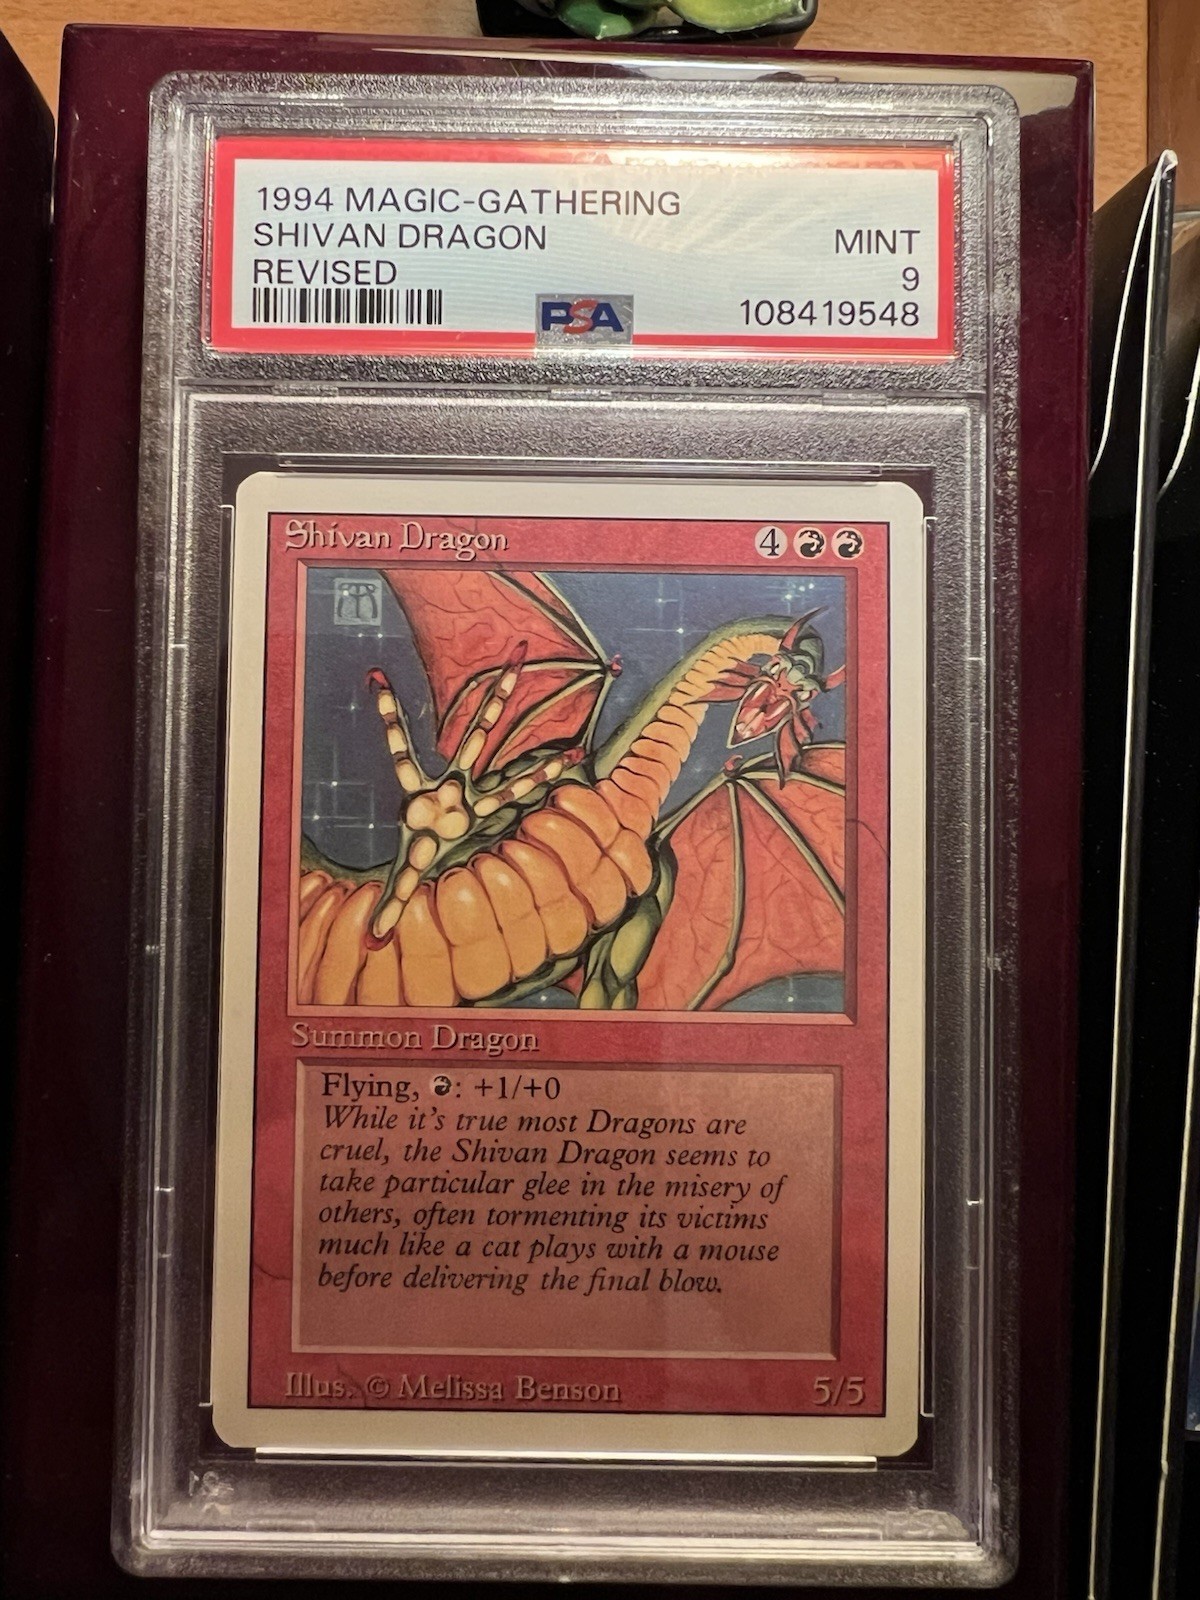 1994 MAGIC-GATHERING
SHIVAN DRAGON
MINT
REVISED
9
PSA
108419548
Shivan Dragon
4
Summon Dragon
Flying, : +1/+0
While it's true most Dragons are
cruel, the Shivan Dragon seems to
take particular glee in the misery of
others, often tormenting its victims
much like a cat plays with a mouse
before delivering the final blow.
Illus. © Melissa Benson
5/5